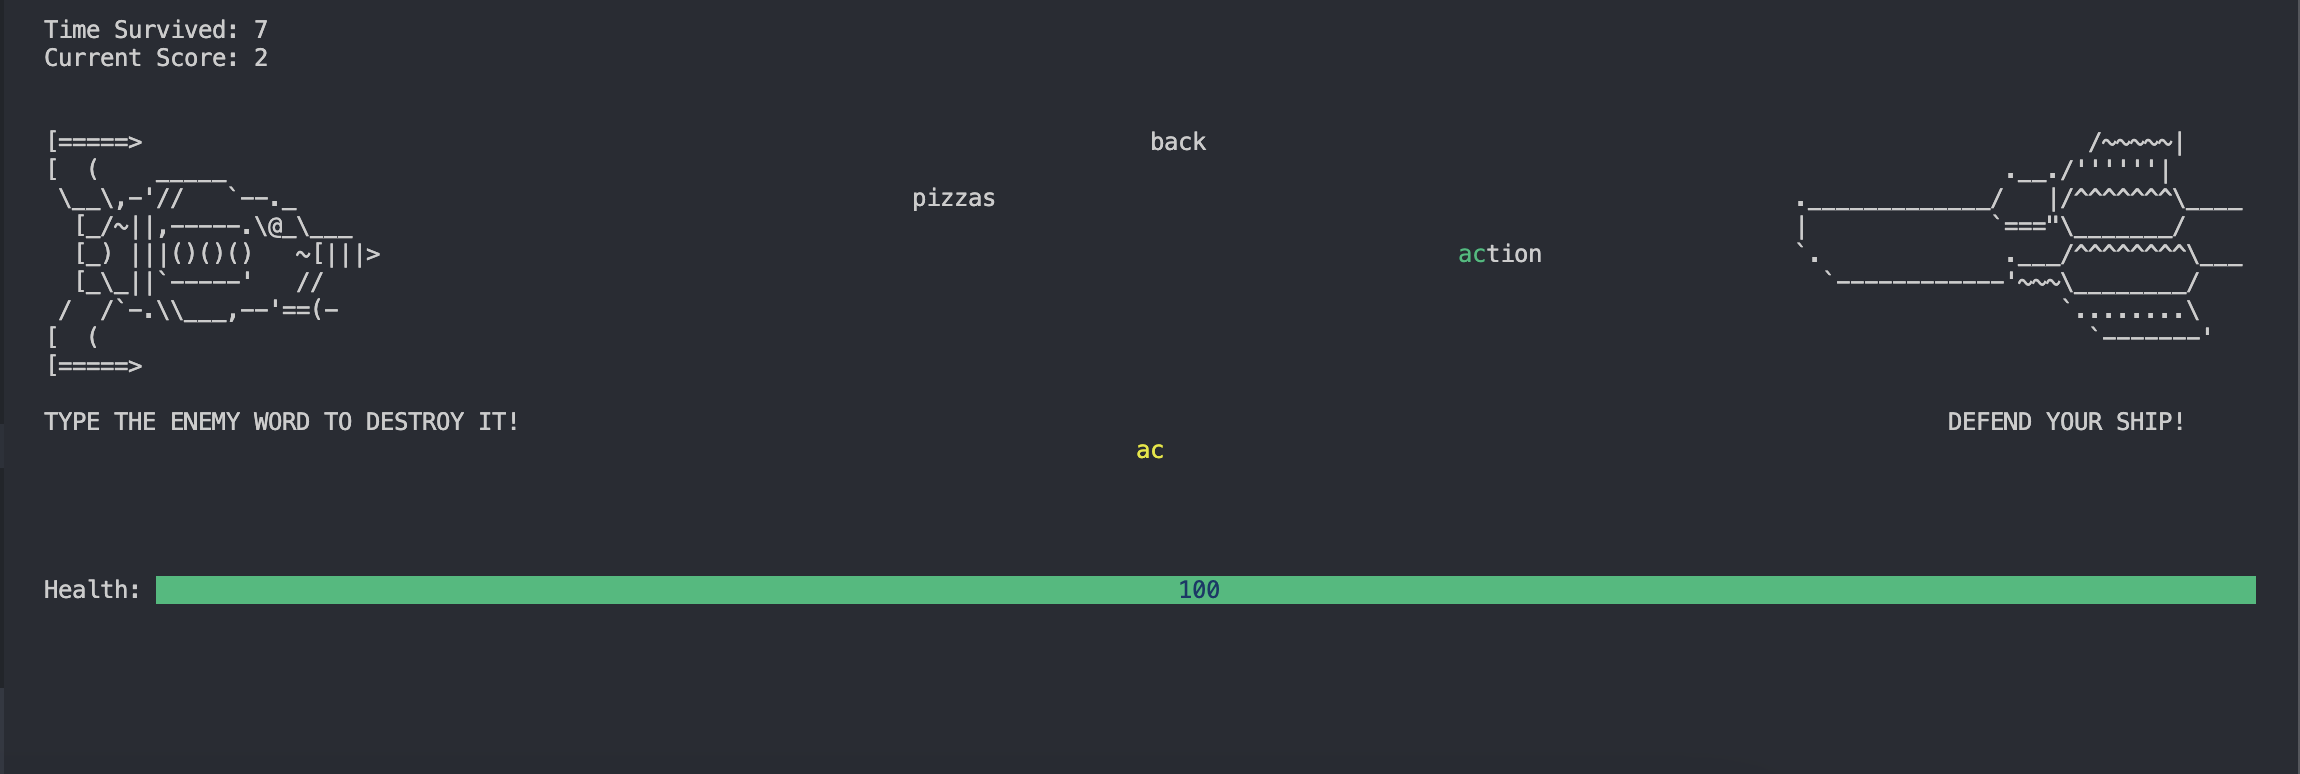 Time Survived: 7
Current Score: 2
back
pizzas
action
TYPE THE ENEMY WORD TO DESTROY IT!
DEFEND YOUR SHIP!
ac
Health: 100